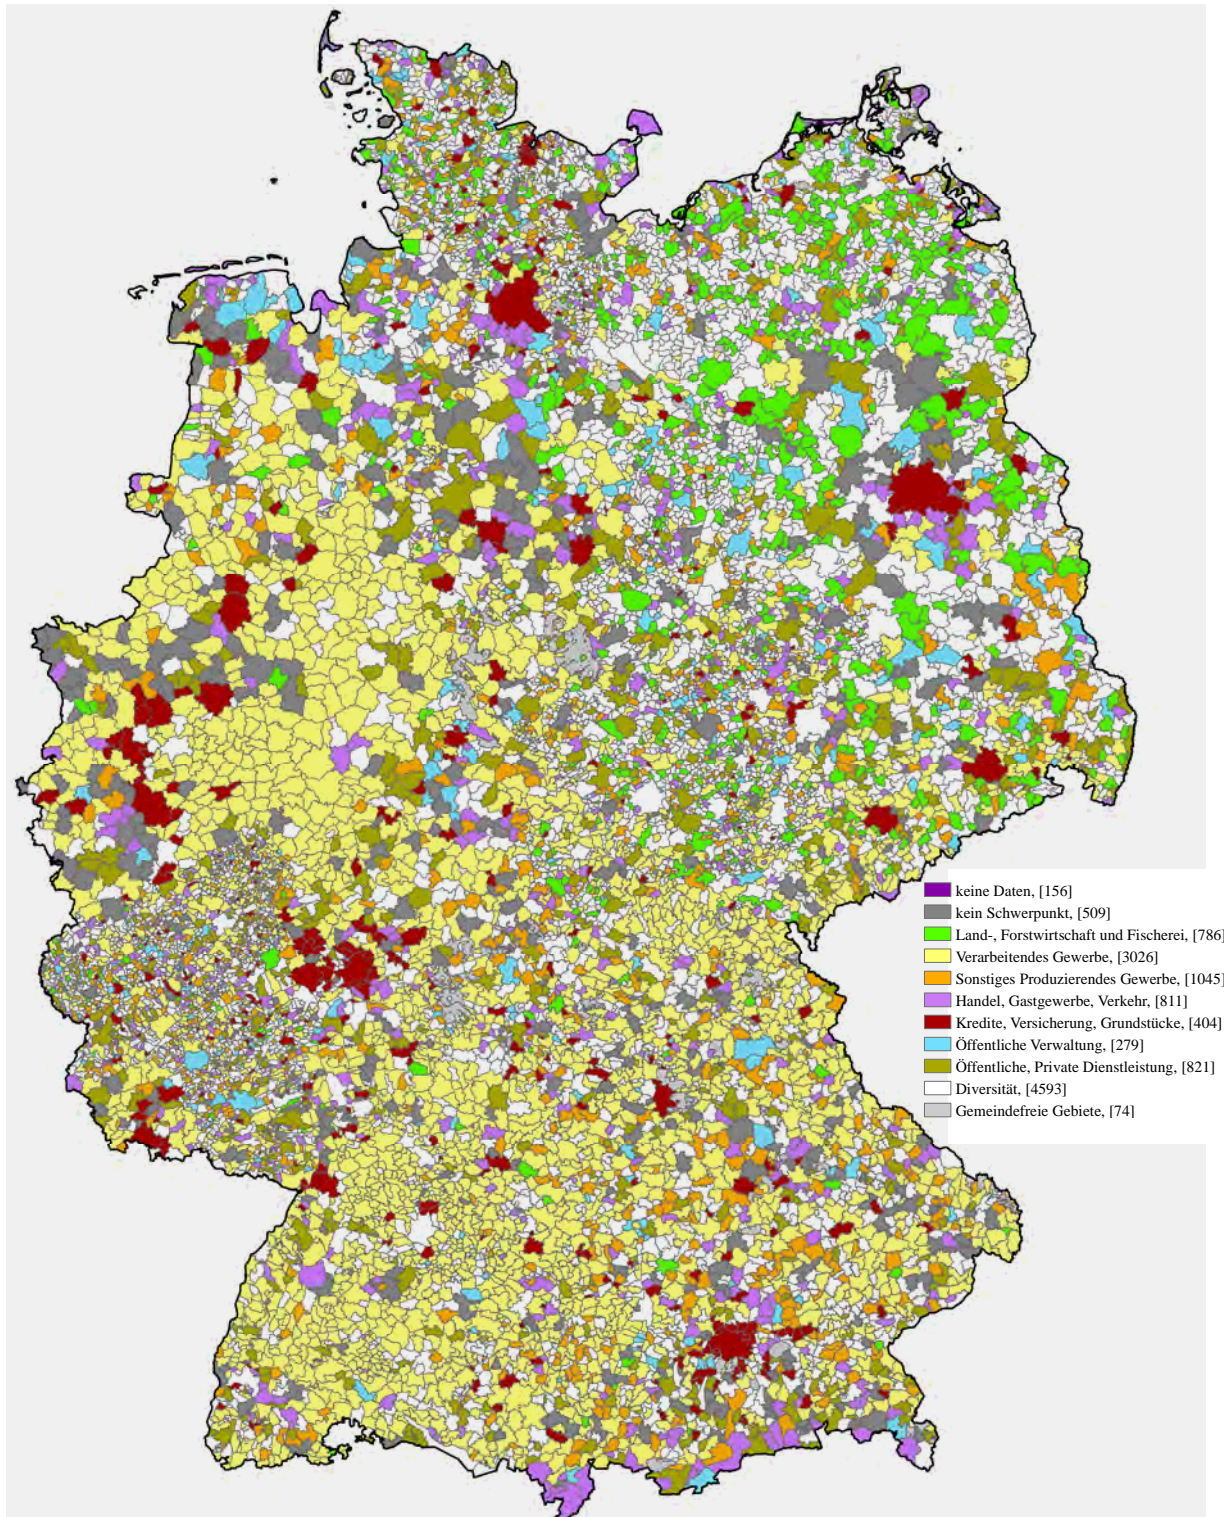 keine Daten, [156]
kein Schwerpunkt, [509]
Land-, Forstwirtschaft und Fischerei, [786]
Verarbeitendes Gewerbe, [3026]
Sonstiges Produzierendes Gewerbe, [1045]
Handel, Gastgewerbe, Verkehr, [811]
Kredite, Versicherung, Grundstücke, [404]
Öffentliche Verwaltung, [279]
Öffentliche, Private Dienstleistung, [821]
Diversität, [4593]
Gemeindefreie Gebiete, [74]